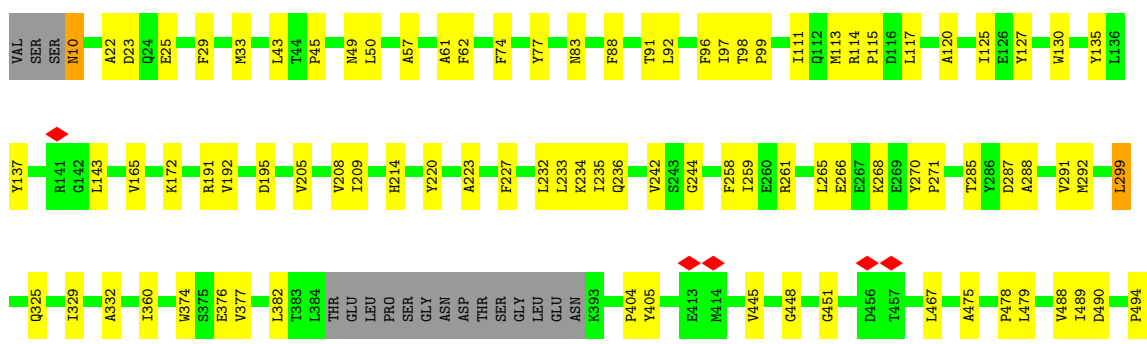 VAL SER SER N10 A22 D23 Q24 E25 F29 M33 L43 T44 P45 N49 L50 A57 A61 F62 F74 Y77 N83 F88 T91 L92 F96 I97 T98 P99 I111 Q112 M113 R114 P115 D116 L117 A120 I125 E126 Y127 W130 Y135 L136
Y137 R141 G142 L143 V165 K172 R191 V192 D195 V205 V208 I209 H214 Y220 A223 F227 L232 L233 K234 I235 Q236 V242 S243 G244 F258 I259 E260 R261 L265 E266 E267 K268 E269 Y270 P271 T285 Y286 D287 A288 V291 M292 L299
Q325 I329 A332 I360 W374 S375 E376 V377 L382 T383 L384 THR GLU LEU PRO SER GLY ASN ASP THR SER GLY LEU GLU ASN K393 P404 Y405 E413 M414 V445 G448 G451 D456 T457 L467 A475 P478 L479 V488 I489 D490 P494